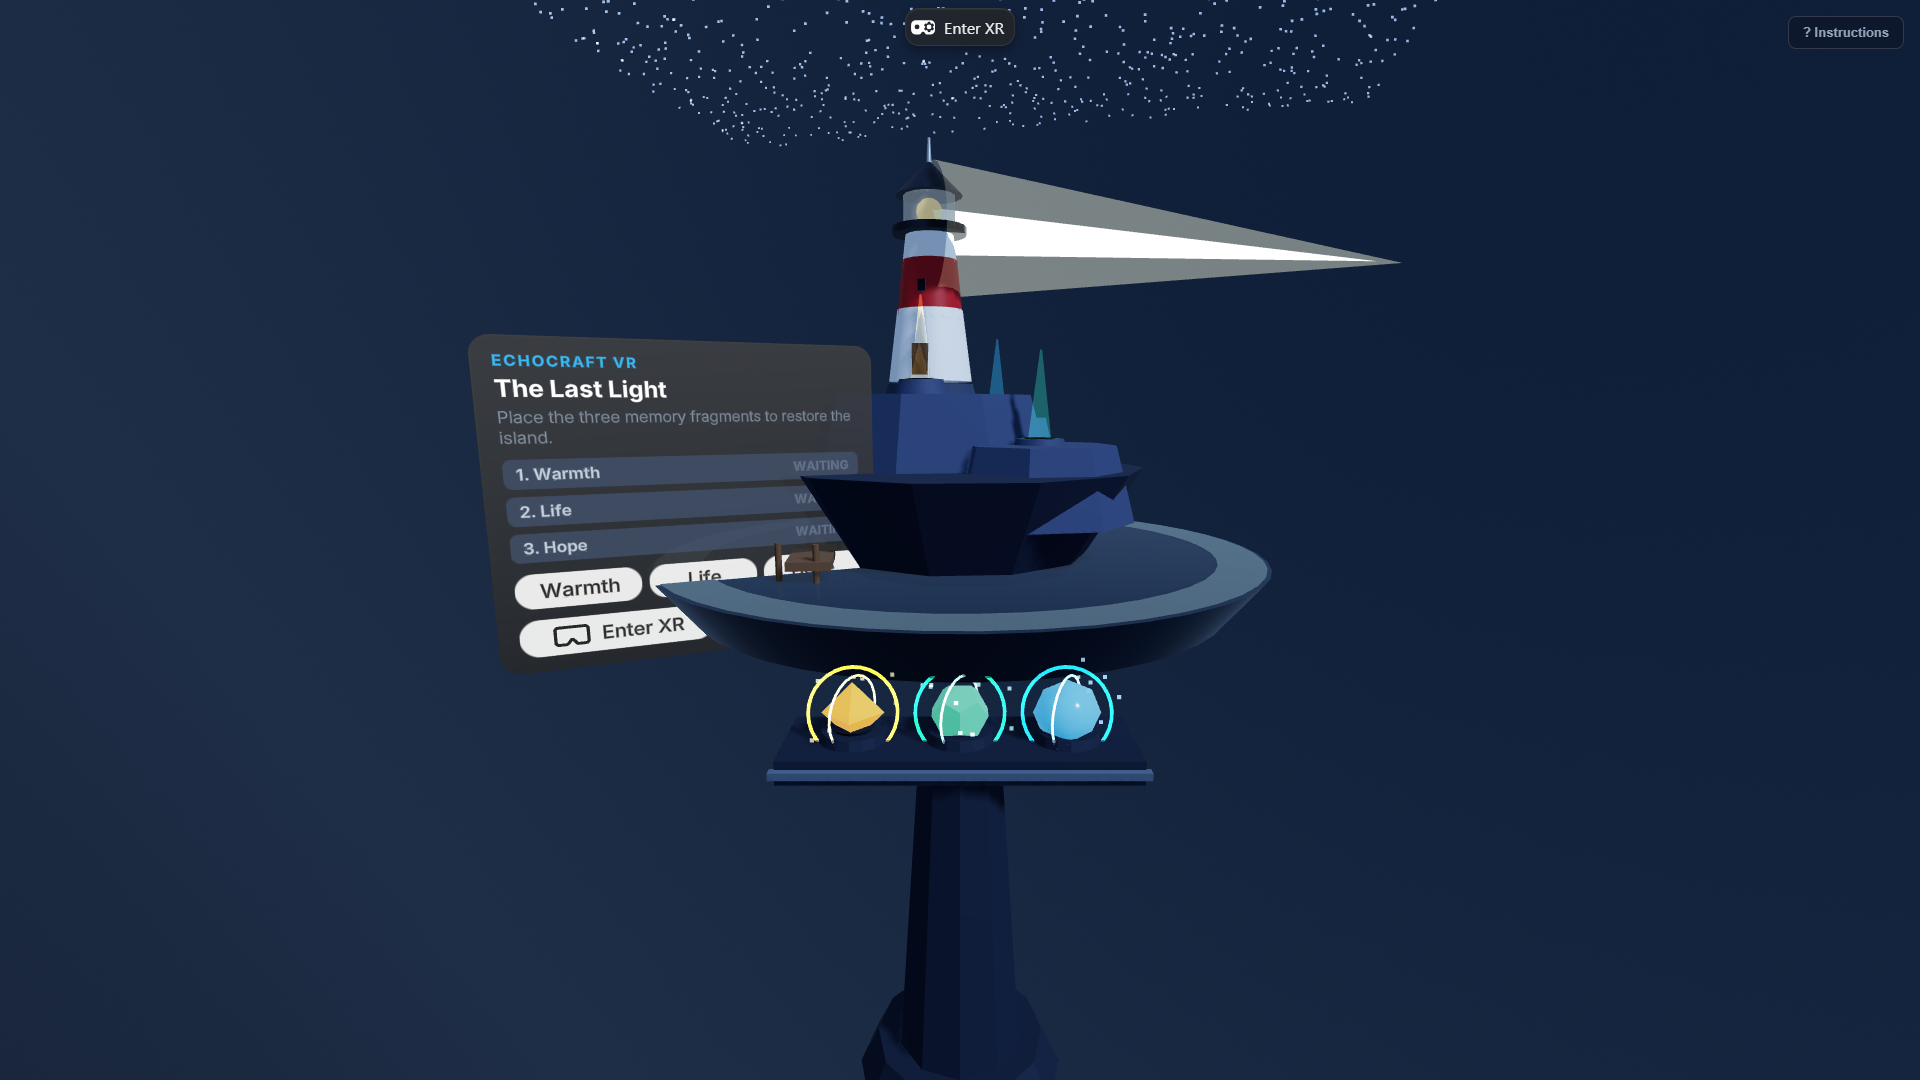 Enter XR
? Instructions
ECHOCRAFT VR
The Last Light
Place the three memory fragments to restore the
island.
1. Warmth WAITING
2. Life
3. Hope
Warmth Life
Enter XR